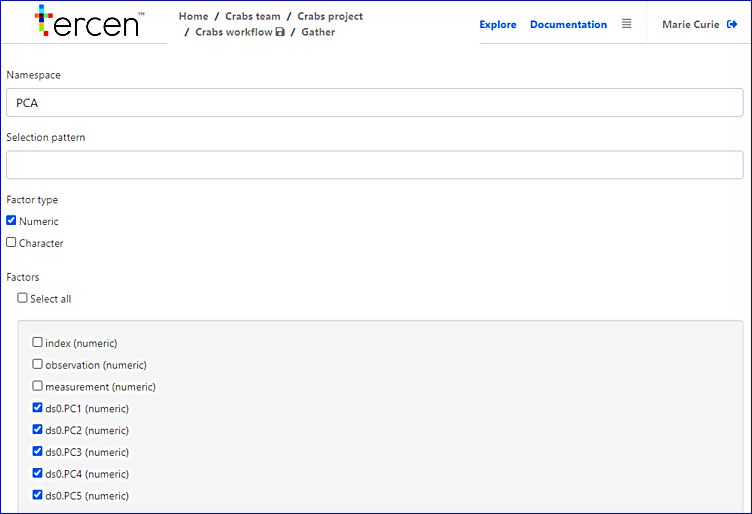 tercen™
Home / Crabs team / Crabs project
/ Crabs workflow / Gather
Explore Documentation
Marie Curie
Namespace
PCA
Selection pattern
Factor type
Numeric
Character
Factors
Select all
index (numeric)
observation (numeric)
measurement (numeric)
ds0.PC1 (numeric)
ds0.PC2 (numeric)
ds0.PC3 (numeric)
ds0.PC4 (numeric)
ds0.PC5 (numeric)